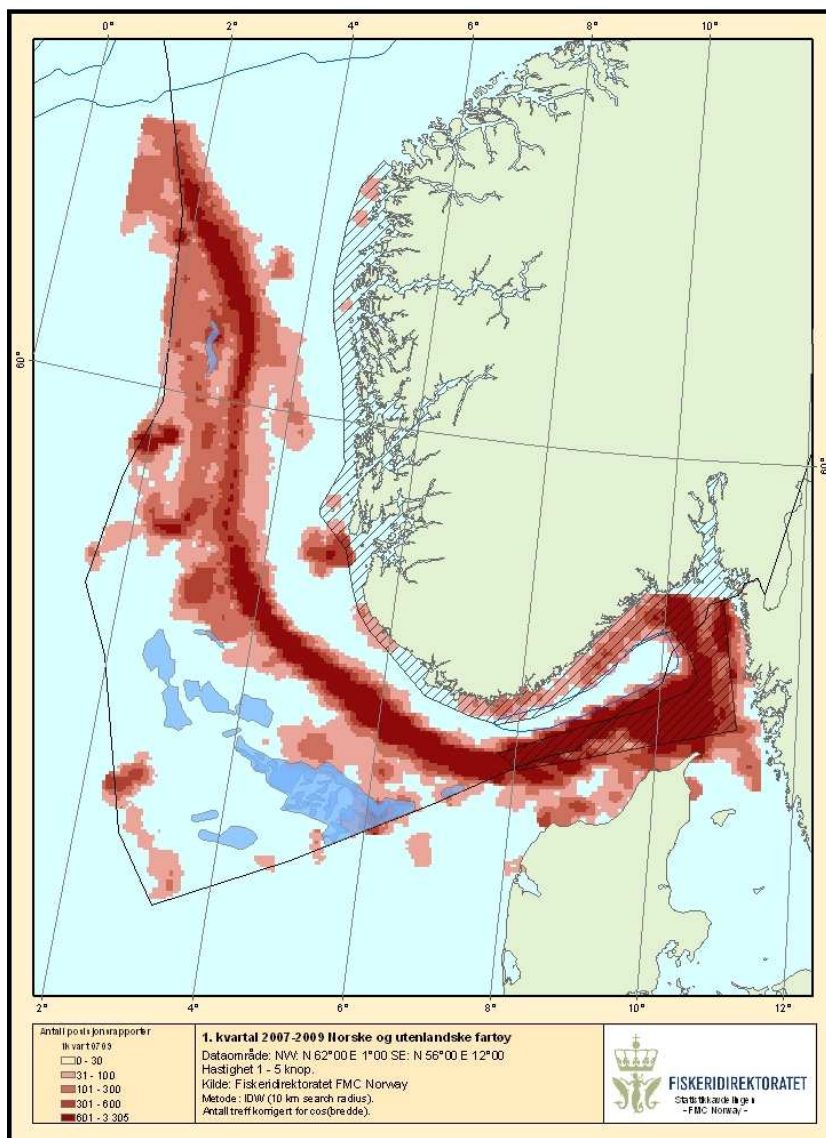 0° 2° 4° 6° 8° 10°
60°
60°
2° 4° 6° 8° 10° 12°
Antall posisjonsrapporter
1kvart0709
0 - 30
31 - 100
101 - 300
301 - 600
601 - 3 305
1. kvartal 2007-2009 Norske og utenlandske fartøy
Dataområde: NW: N 62°00 E 1°00 SE: N 56°00 E 12°00
Hastighet 1 - 5 knop.
Kilde: Fiskeridirektoratet FMC Norway
Metode: IDW (10 km search radius).
Antall treff korrigert for cos(bredde).
FISKERIDIREKTORATET
Statistikkavdelingen
- FMC Norway -